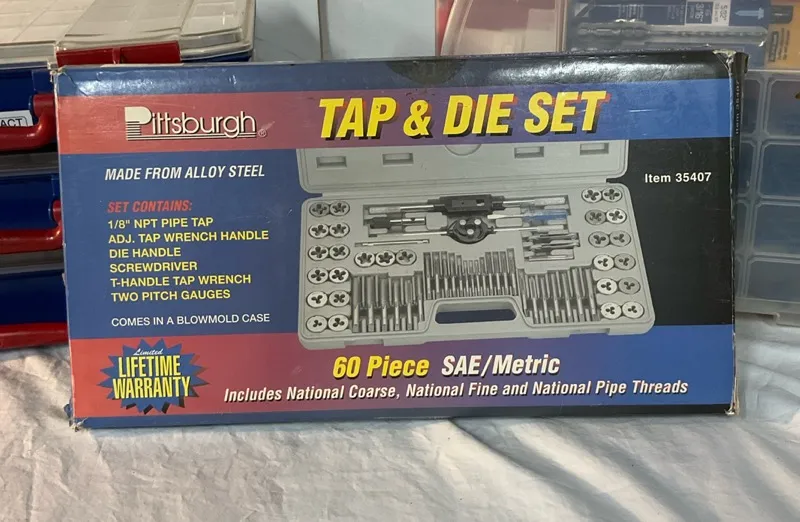 Pittsburgh®
TAP & DIE SET
MADE FROM ALLOY STEEL
Item 35407
SET CONTAINS:
1/8" NPT PIPE TAP
ADJ. TAP WRENCH HANDLE
DIE HANDLE
SCREWDRIVER
T-HANDLE TAP WRENCH
TWO PITCH GAUGES
COMES IN A BLOWMOLD CASE
Limited
LIFETIME
WARRANTY
60 Piece SAE/Metric
Includes National Coarse, National Fine and National Pipe Threads
ACT